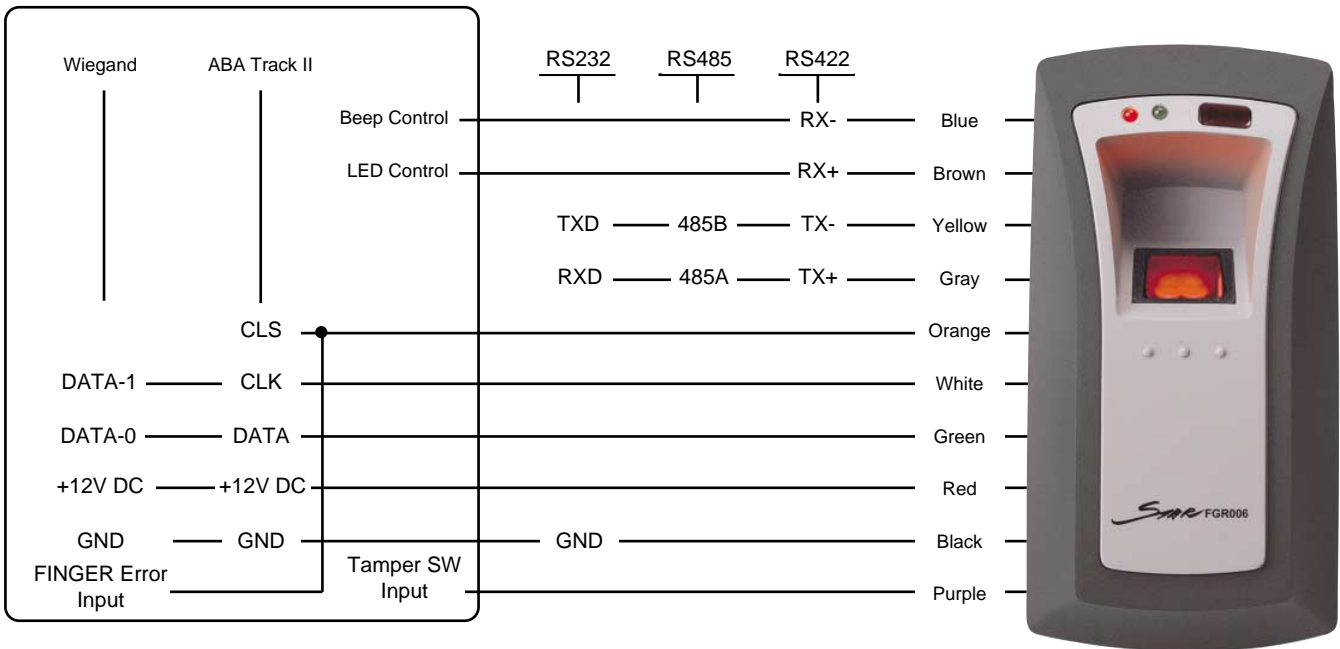 Wiegand ABA Track II RS232 RS485 RS422
Beep Control RX- Blue
LED Control RX+ Brown
TXD 485B TX- Yellow
RXD 485A TX+ Gray
CLS Orange
DATA-1 CLK White
DATA-0 DATA Green
+12V DC +12V DC Red
GND GND GND Black
FINGER Error
Input
Tamper SW
Input
Purple
STAR FGR006